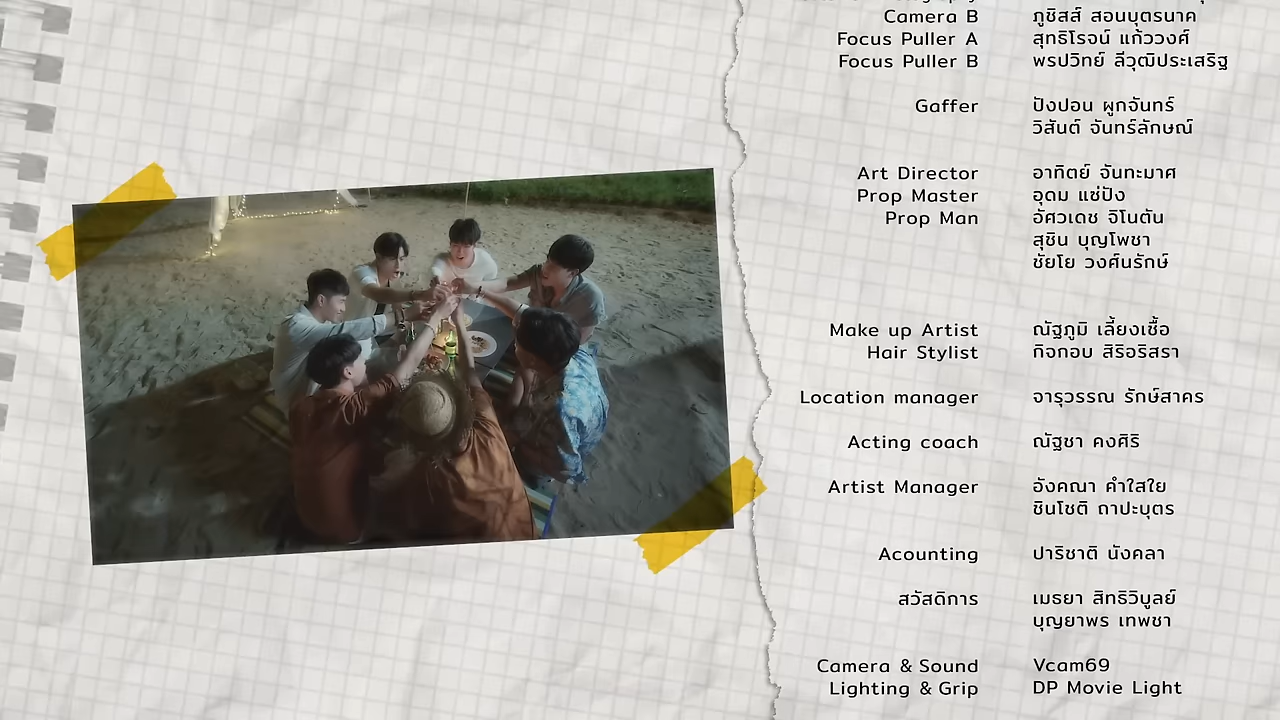 Camera B ภูชิสส์ สอนบุตรนาค
Focus Puller A สุทธิโรจน์ แก้ววงศ์
Focus Puller B พรปวิทย์ ลีวุฒิประเสริฐ
Gaffer ปังปอน ผูกจันทร์
วิสันต์ จันทร์ลักษณ์
Art Director อาทิตย์ จันทะมาศ
Prop Master อุดม แซ่ปัง
Prop Man อัศวเดช จิโนตัน
สุชิน บุญโพชา
ชัยโย วงศ์นรักษ์
Make up Artist ณัฐภูมิ เลี้ยงเชื้อ
Hair Stylist กิจกอบ สิริอริสรา
Location manager จารุวรรณ รักษ์สาคร
Acting coach ณัฐชา คงศิริ
Artist Manager อังคณา คำใสใย
ชินโชติ ถาปะบุตร
Acounting ปาริชาติ นังคลา
สวัสดิการ เมธยา สิทธิวิบูลย์
บุญยาพร เทพชา
Camera & Sound Vcam69
Lighting & Grip DP Movie Light